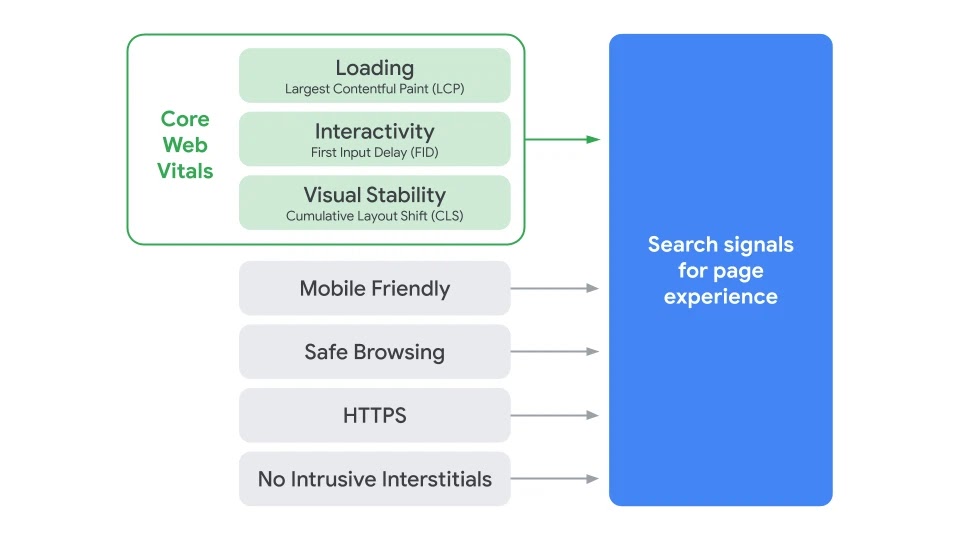 Core
Web
Vitals
Loading
Largest Contentful Paint (LCP)
Interactivity
First Input Delay (FID)
Visual Stability
Cumulative Layout Shift (CLS)
Mobile Friendly
Safe Browsing
HTTPS
No Intrusive Interstitials
Search signals
for page
experience